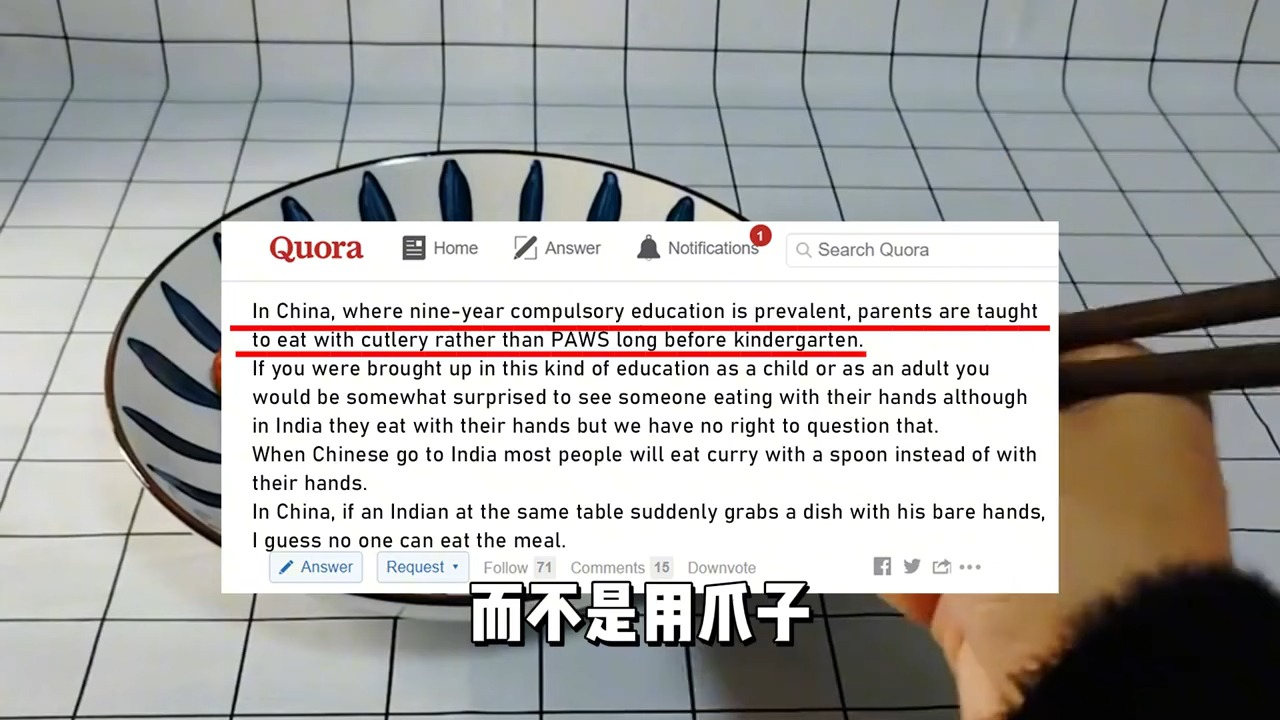 Quora
Home
Answer
Notifications
1
Search Quora
In China, where nine-year compulsory education is prevalent, parents are taught
to eat with cutlery rather than PAWS long before kindergarten.
If you were brought up in this kind of education as a child or as an adult you
would be somewhat surprised to see someone eating with their hands although
in India they eat with their hands but we have no right to question that.
When Chinese go to India most people will eat curry with a spoon instead of with
their hands.
In China, if an Indian at the same table suddenly grabs a dish with his bare hands,
I guess no one can eat the meal.
Answer
Request
Follow 71
Comments 15
Downvote
而不是用爪子